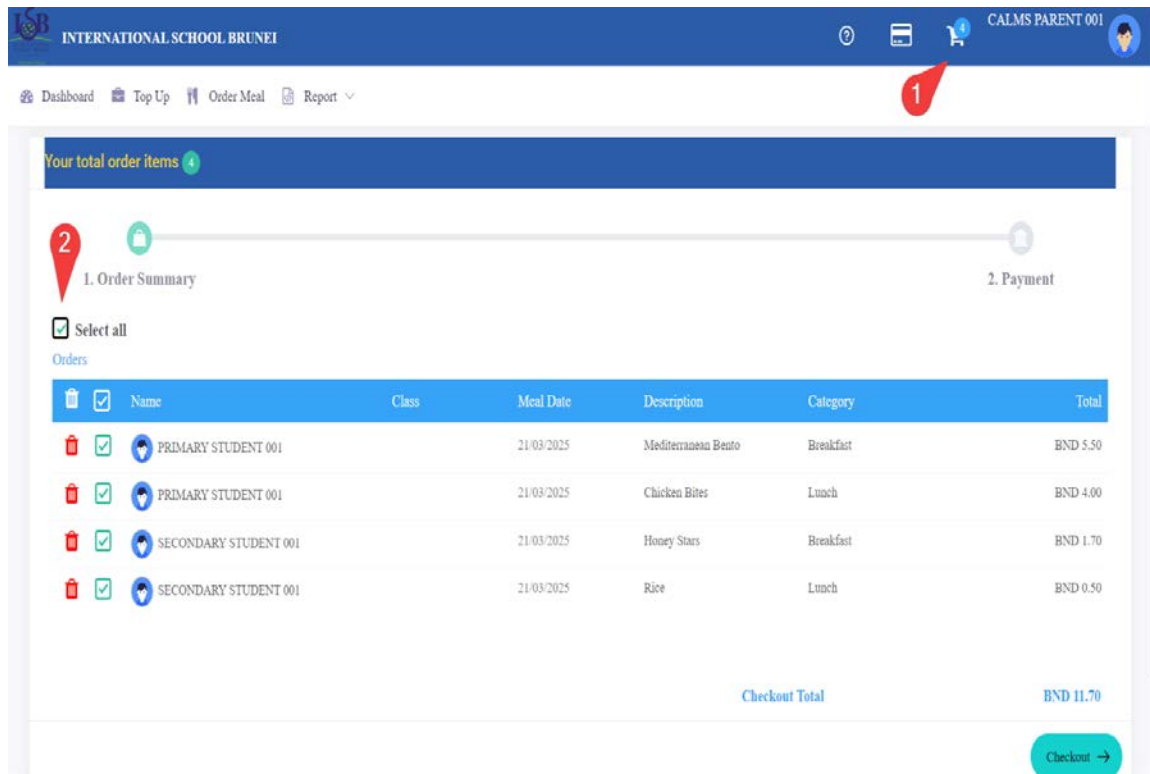 ISB INTERNATIONAL SCHOOL BRUNEI 4 CALMS PARENT 001
1
Dashboard Top Up Order Meal Report
Your total order items 4
2
1. Order Summary 2. Payment
Select all
Orders
Name Class Meal Date Description Category Total
PRIMARY STUDENT 001 21/03/2025 Mediterranean Bento Breakfast BND 5.50
PRIMARY STUDENT 001 21/03/2025 Chicken Bites Lunch BND 4.00
SECONDARY STUDENT 001 21/03/2025 Honey Stars Breakfast BND 1.70
SECONDARY STUDENT 001 21/03/2025 Rice Lunch BND 0.50
Checkout Total BND 11.70
Checkout →